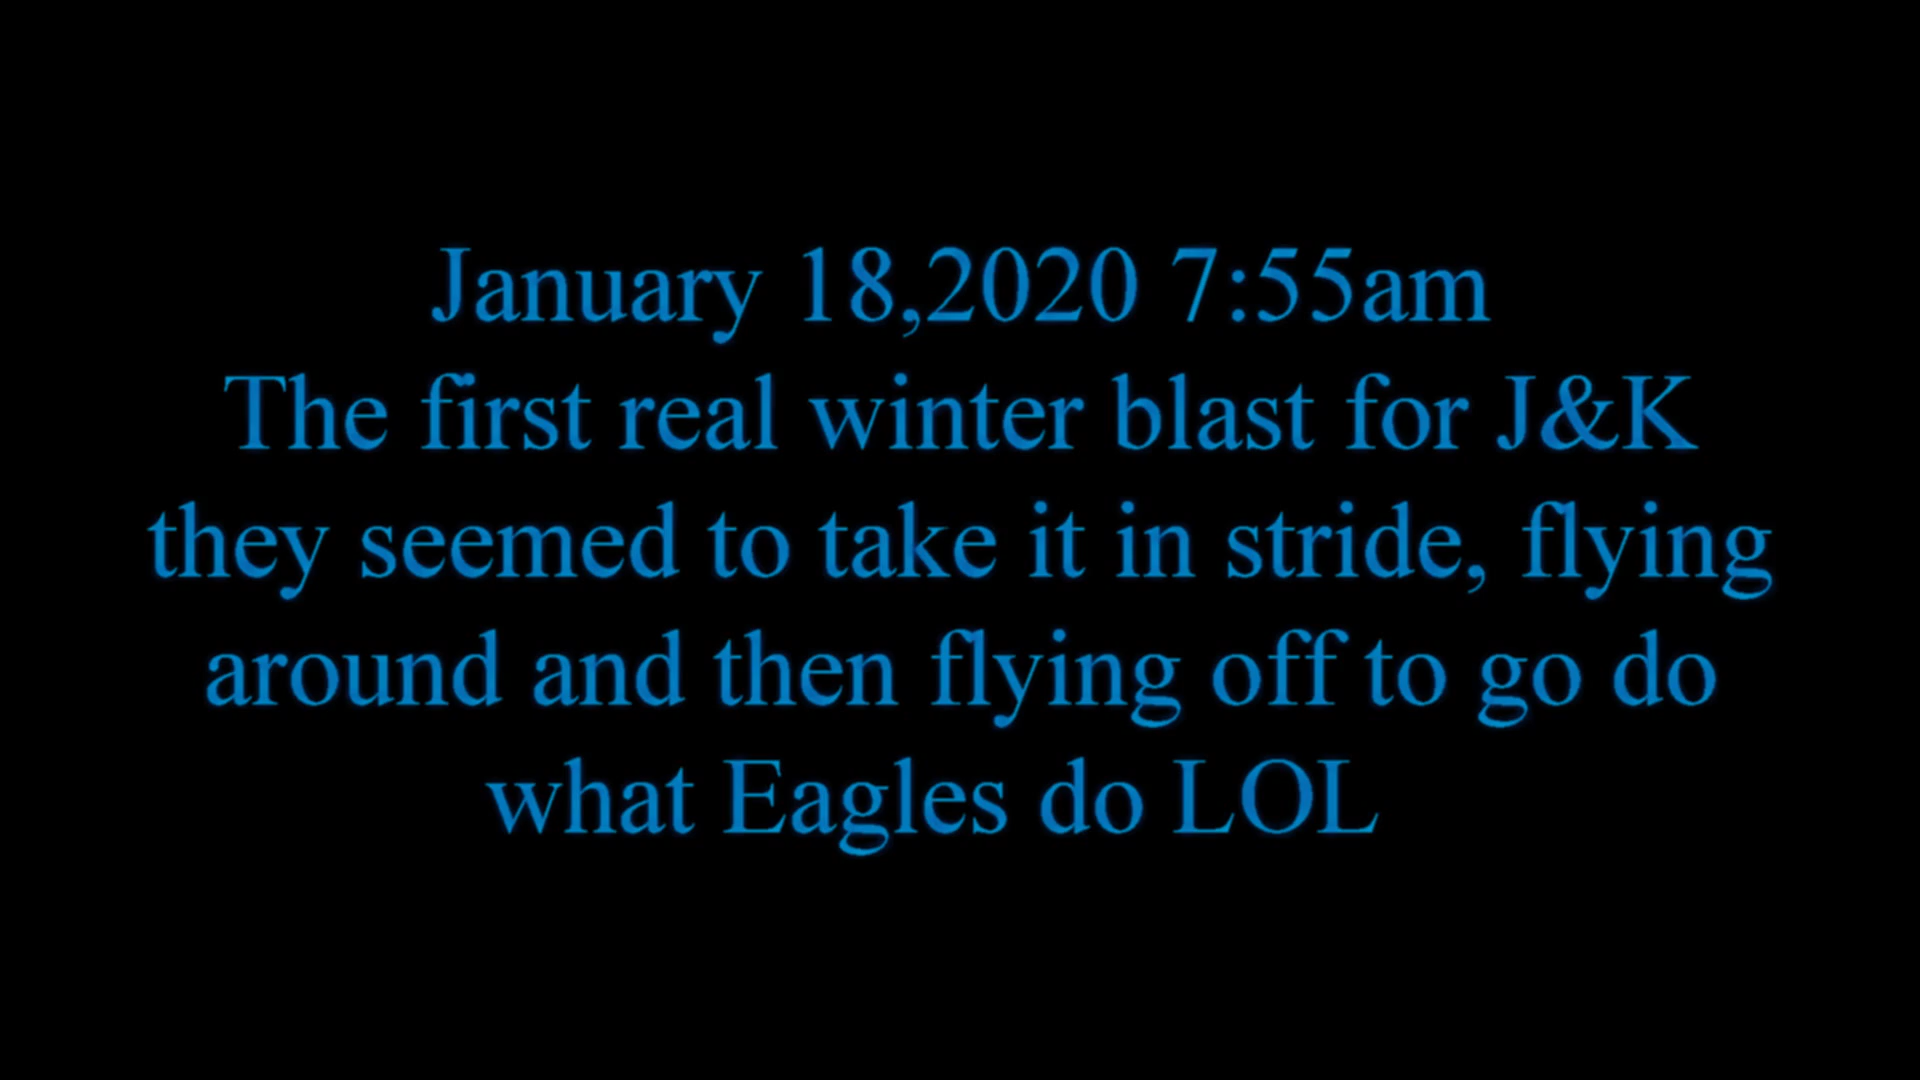 January 18,2020 7:55am
The first real winter blast for J&K
they seemed to take it in stride, flying
around and then flying off to go do
what Eagles do LOL